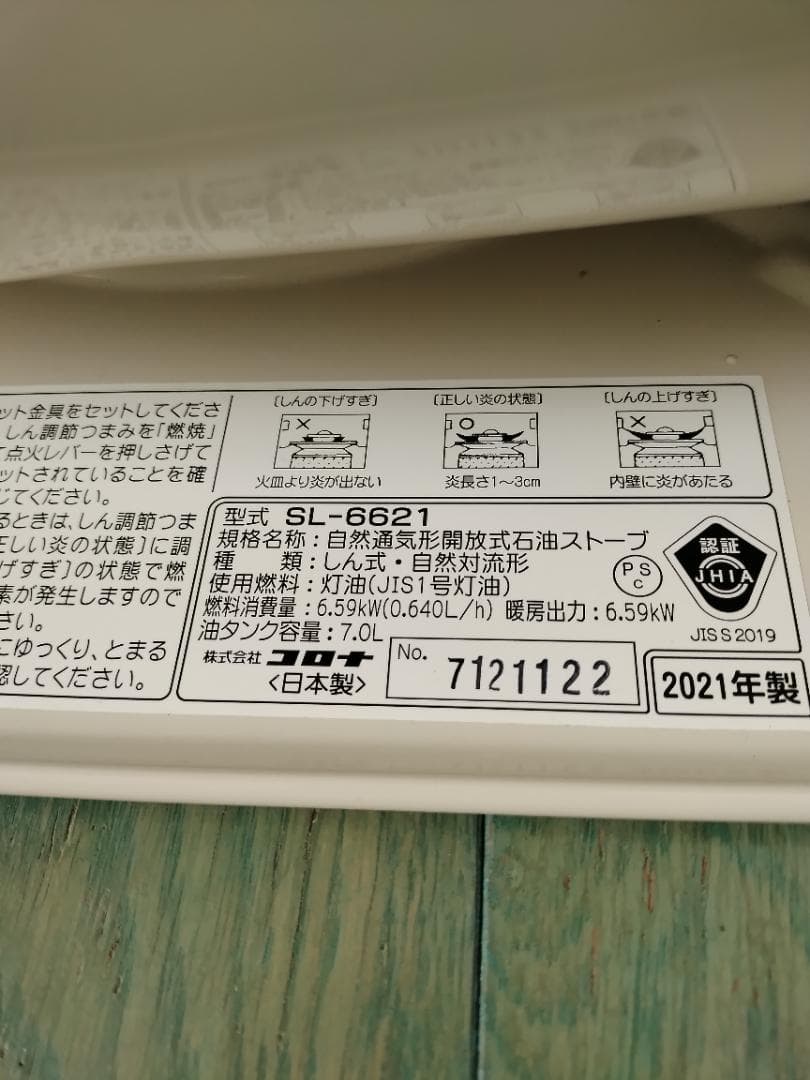 ット金具をセットしてくださ
しん調節つまみを「燃焼」
て点火レバーを押しさげて
ットされていることを確
じてください。
るときは、しん調節つま
正しい炎の状態〕に調
げすぎ〕の状態で燃
素が発生しますので
さい。
こゆっくり、とまる
認してください。
〔しんの下げすぎ〕
火皿より炎が出ない
〔正しい炎の状態〕
炎長さ1〜3cm
〔しんの上げすぎ〕
内壁に炎があたる
型式 SL-6621
規格名称：自然通気形開放式石油ストーブ
種 類：しん式・自然対流形
使用燃料：灯油(JIS1号灯油)
燃料消費量：6.59kW(0.640L/h) 暖房出力：6.59kW
油タンク容量：7.0L
株式会社 コロナ
<日本製>
No. 7121122
PS
C
認証
JHIA
JIS S 2019
2021年製